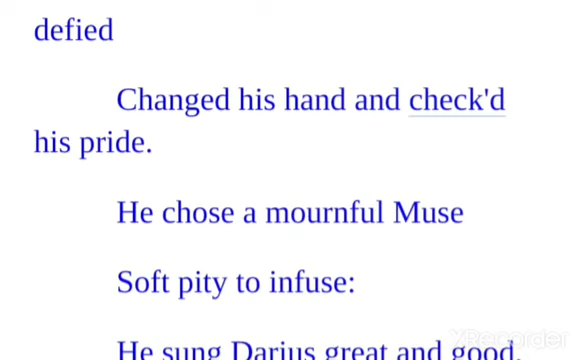 defied
Changed his hand and check'd
his pride.
He chose a mournful Muse
Soft pity to infuse:
He sung Darius great and good,
XRecorder